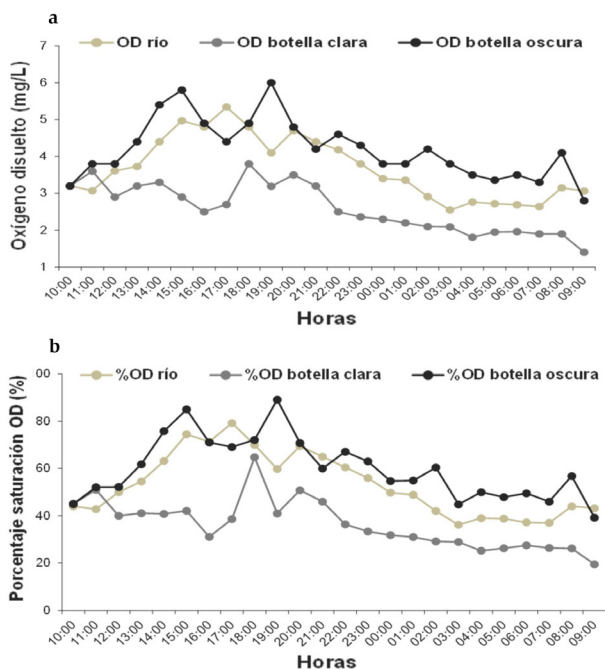 a
OD río OD botella clara OD botella oscura
Oxígeno disuelto (mg/L)
7
6
5
4
3
2
1
10:00 11:00 12:00 13:00 14:00 15:00 16:00 17:00 18:00 19:00 20:00 21:00 22:00 23:00 00:00 01:00 02:00 03:00 04:00 05:00 06:00 07:00 08:00 09:00
Horas
b
%OD río %OD botella clara %OD botella oscura
Porcentaje saturación OD (%)
00
80
60
40
20
0
10:00 11:00 12:00 13:00 14:00 15:00 16:00 17:00 18:00 19:00 20:00 21:00 22:00 23:00 00:00 01:00 02:00 03:00 04:00 05:00 06:00 07:00 08:00 09:00
Horas